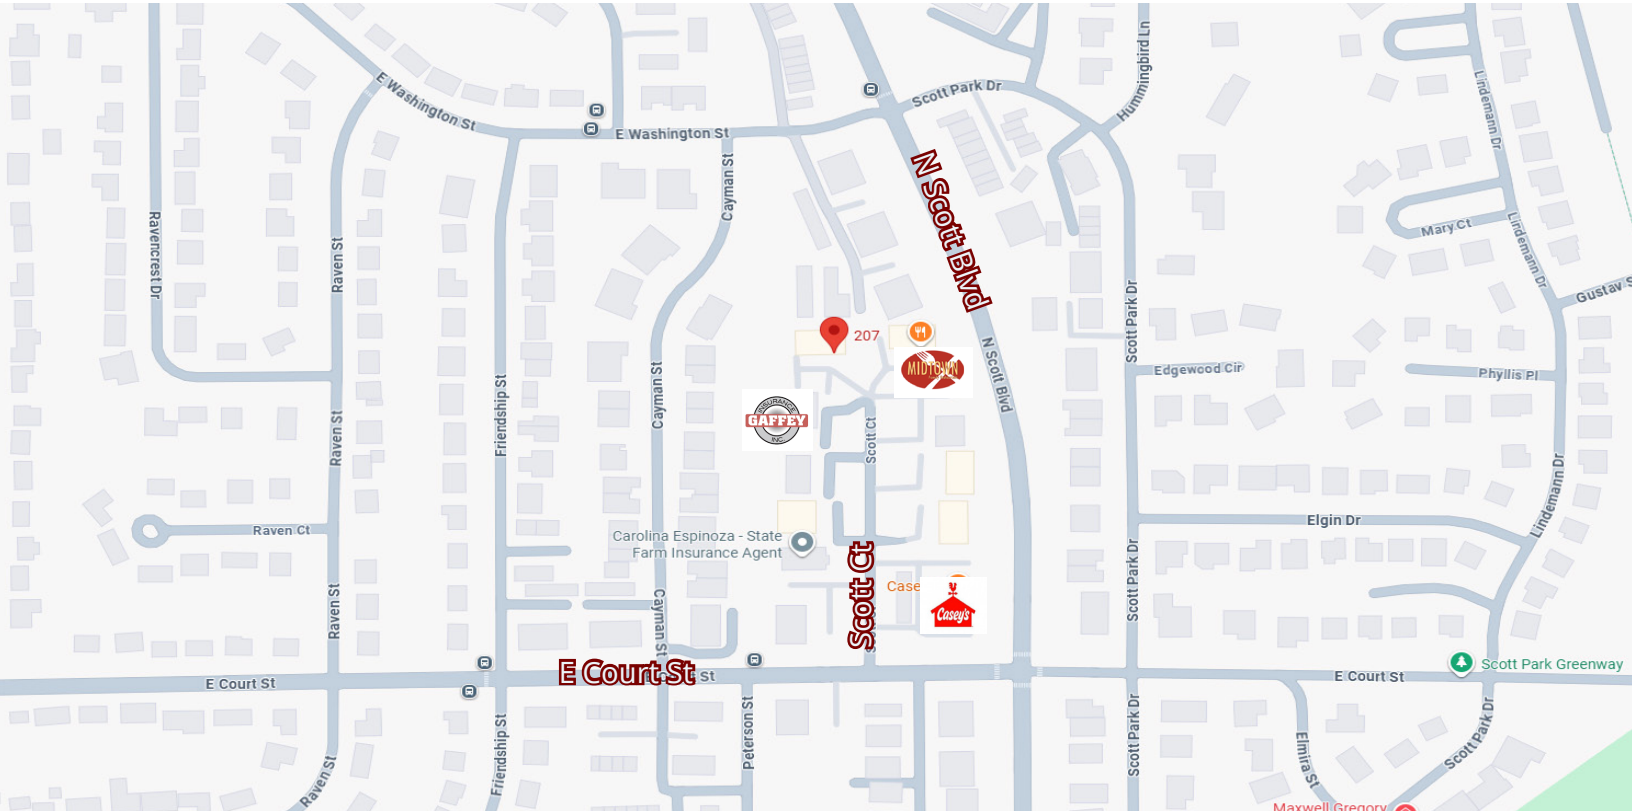 E Washington St
Scott Park Dr
Hummingbird Ln
Lindemann Dr
E Washington St
Cayman St
N Scott Blvd
Ravencrest Dr
Raven St
Mary Ct
Lindemann Dr
Gustav S
Scott Park Dr
207
N Scott Blvd
MIDTOWN
Edgewood Cir
Phyllis Pl
Friendship St
Cayman St
Raven St
INSURANCE
GAFFEY
INC.
Scott Ct
Lindemann Dr
Raven Ct
Elgin Dr
Carolina Espinoza - State
Farm Insurance Agent
Scott Park Dr
Raven St
Cayman St
Scott Ct
Case
Casey's
E Court St
E Court St
St
E Court St
Scott Park Greenway
Friendship St
Peterson St
Scott Park Dr
Elmira St
Scott Park Dr
Raven St
Maxwell Gregory